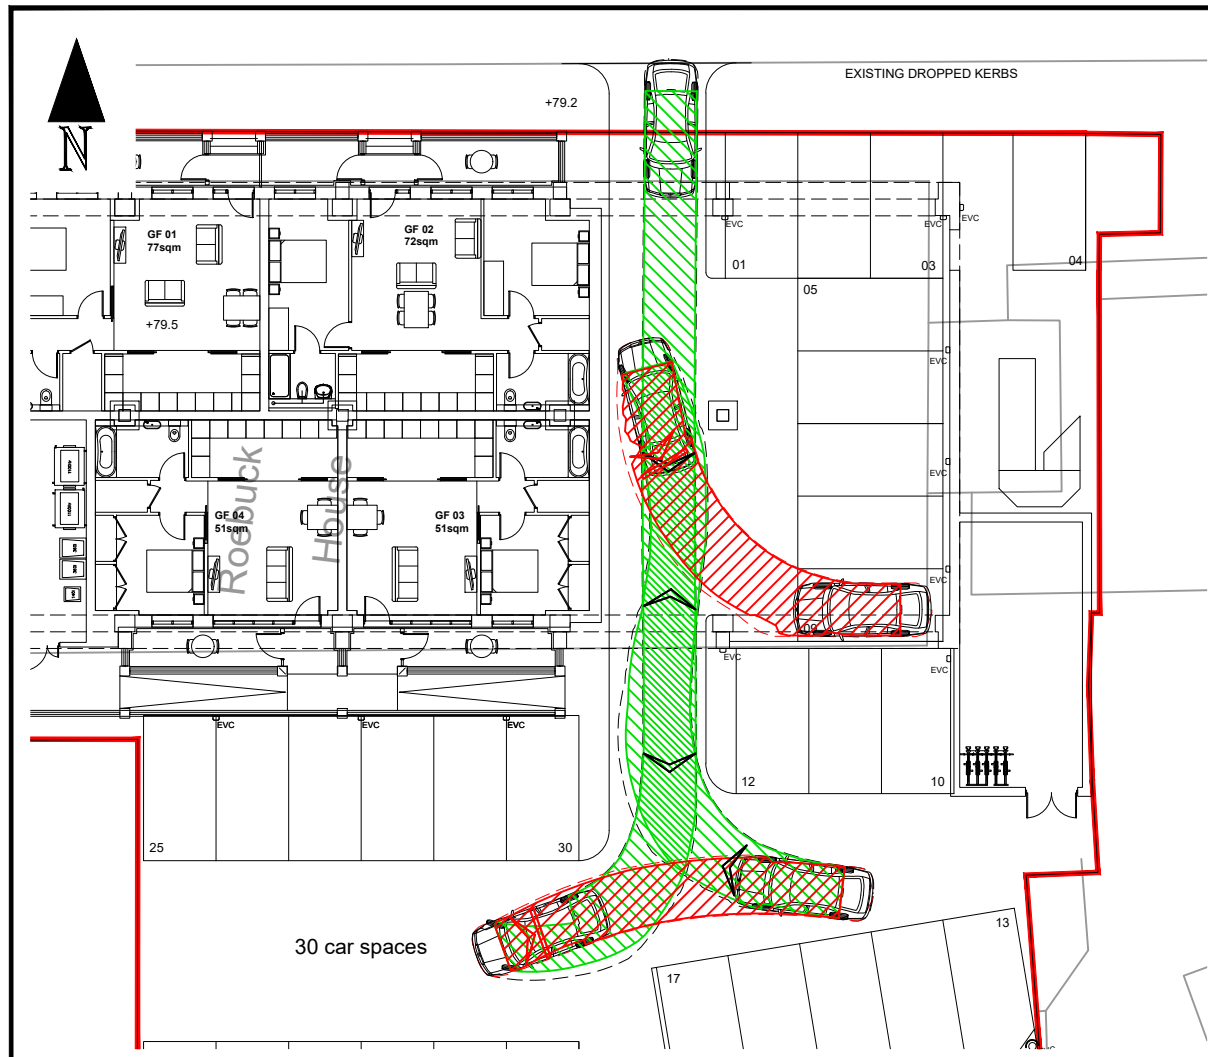 EXISTING DROPPED KERBS
+79.2
N
GF 01
77sqm
GF 02
72sqm
EVC
EVC
EVC
01
03
04
05
+79.5
EVC
EVC
Roebuck
House
GF 04
51sqm
GF 03
51sqm
EVC
09
EVC
EVC
EVC
EVC
EVC
12
10
25
30
30 car spaces
13
17
EVC